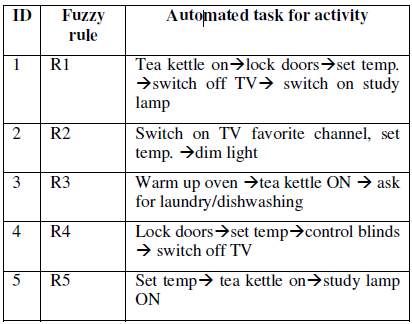 ID Fuzzy rule Automated task for activity
1 R1 Tea kettle on→lock doors→set temp.
→switch off TV→ switch on study
lamp
2 R2 Switch on TV favorite channel, set
temp. →dim light
3 R3 Warm up oven →tea kettle ON → ask
for laundry/dishwashing
4 R4 Lock doors→set temp→control blinds
→ switch off TV
5 R5 Set temp→ tea kettle on→study lamp
ON